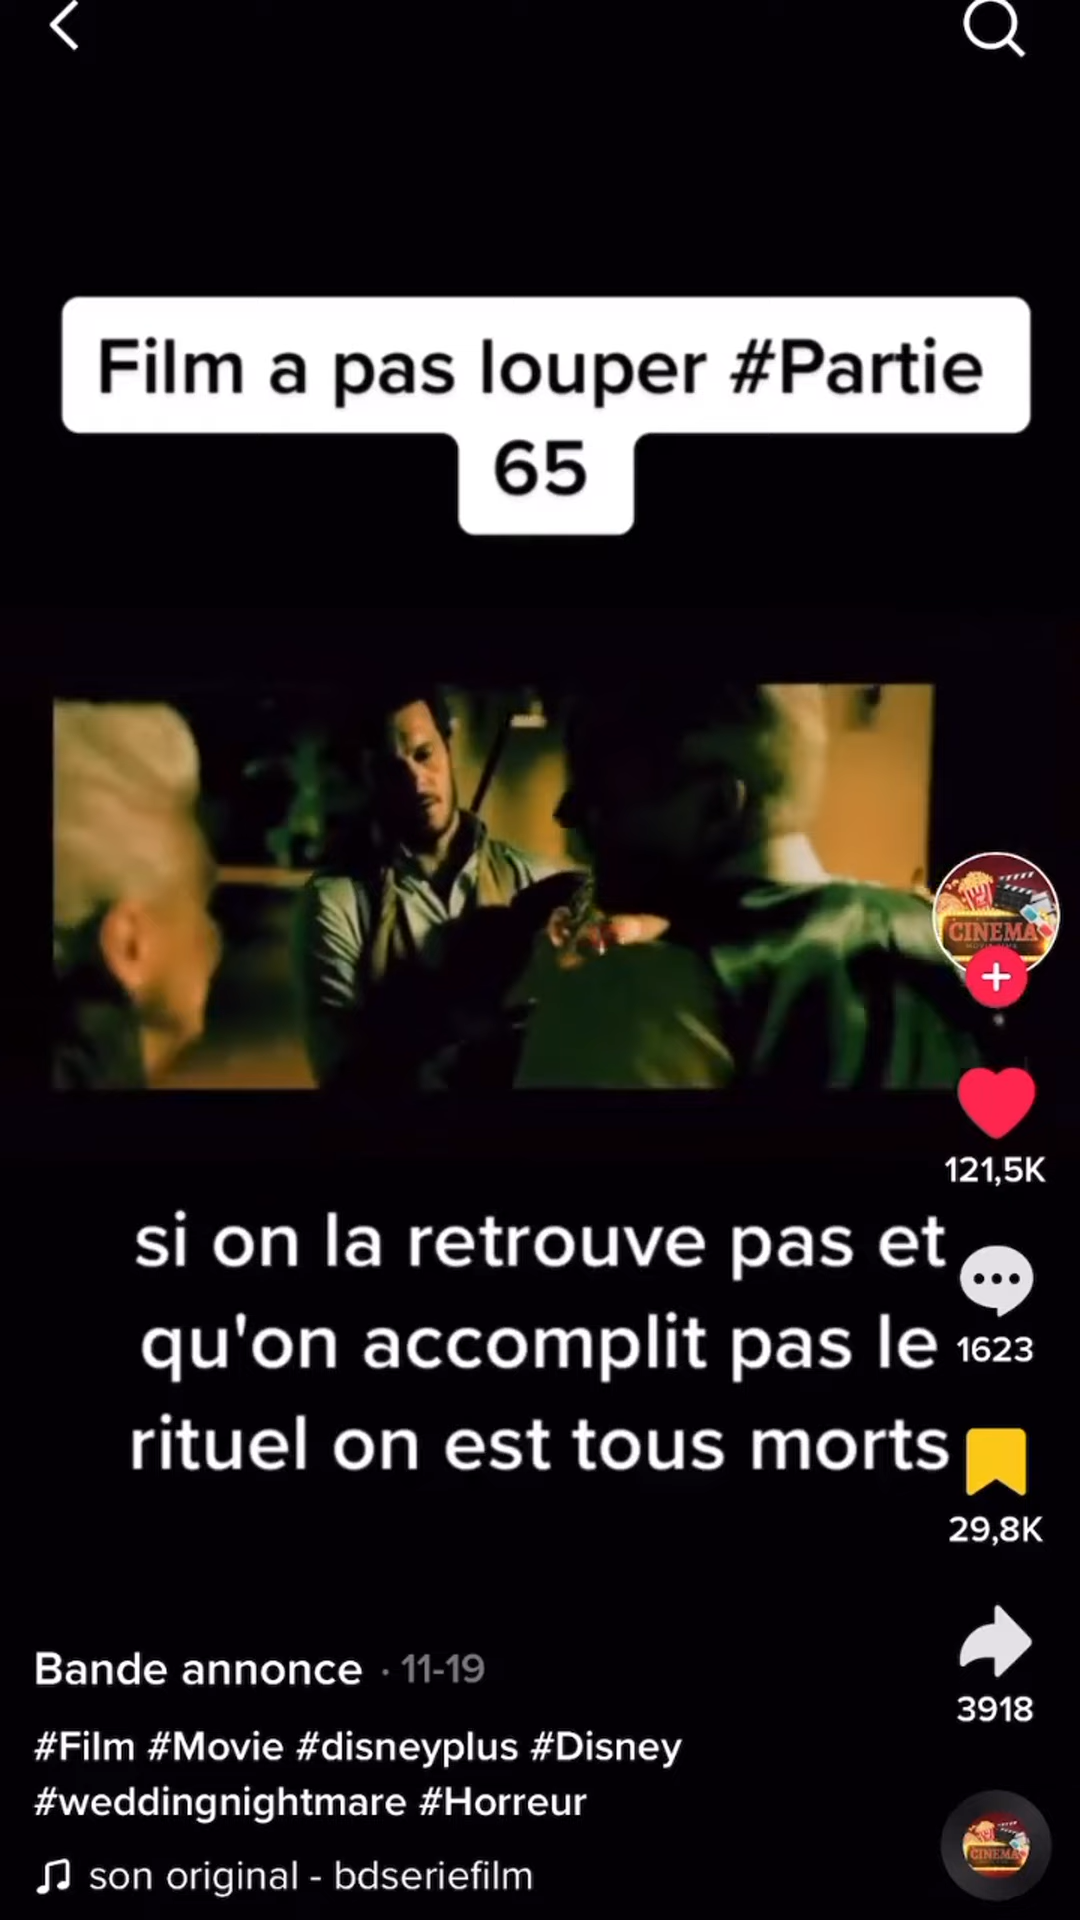 Film a pas louper #Partie
65
CINEMA
121,5K
si on la retrouve pas et
qu'on accomplit pas le
1623
rituel on est tous morts
29,8K
Bande annonce · 11-19
3918
#Film #Movie #disneyplus #Disney
#weddingnightmare #Horreur
son original - bdseriefilm
CINEMA